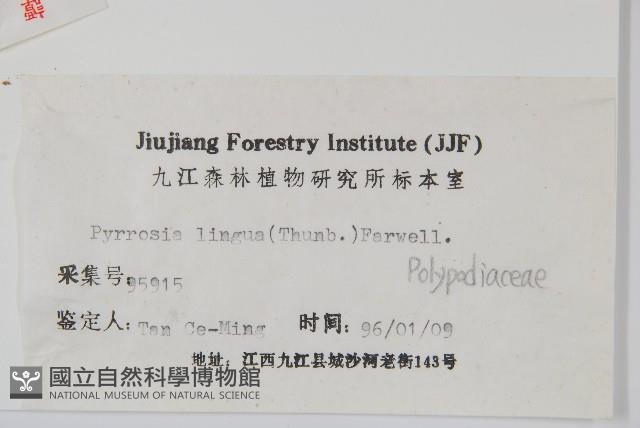 Jiujiang Forestry Institute (JJF)
九江森林植物研究所标本室
Pyrrosia lingua(Thunb.)Farwell.
Polypodiaceae
采集号: 95915
鉴定人: Tan Ce-Ming 时间: 96/01/09
地址: 江西九江县城沙河老街143号
國立自然科學博物館
NATIONAL MUSEUM OF NATURAL SCIENCE